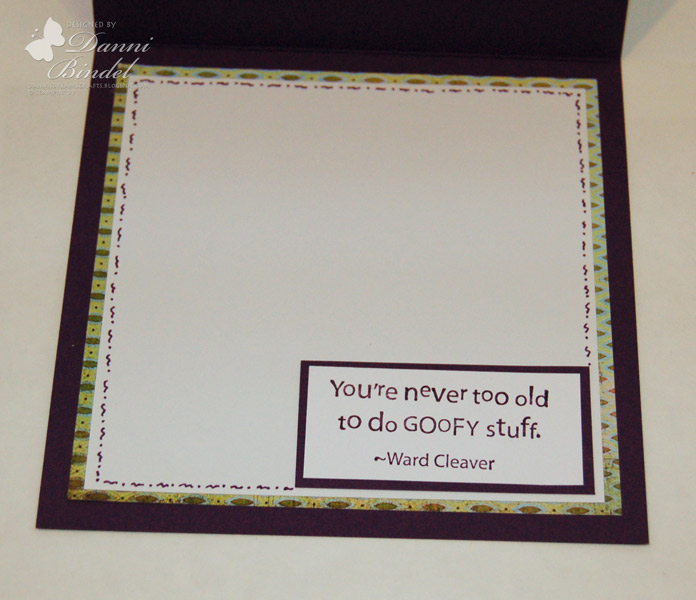 DESIGNED BY
Danni
Bindel
You're never too old
to do GOOFY stuff.
~Ward Cleaver